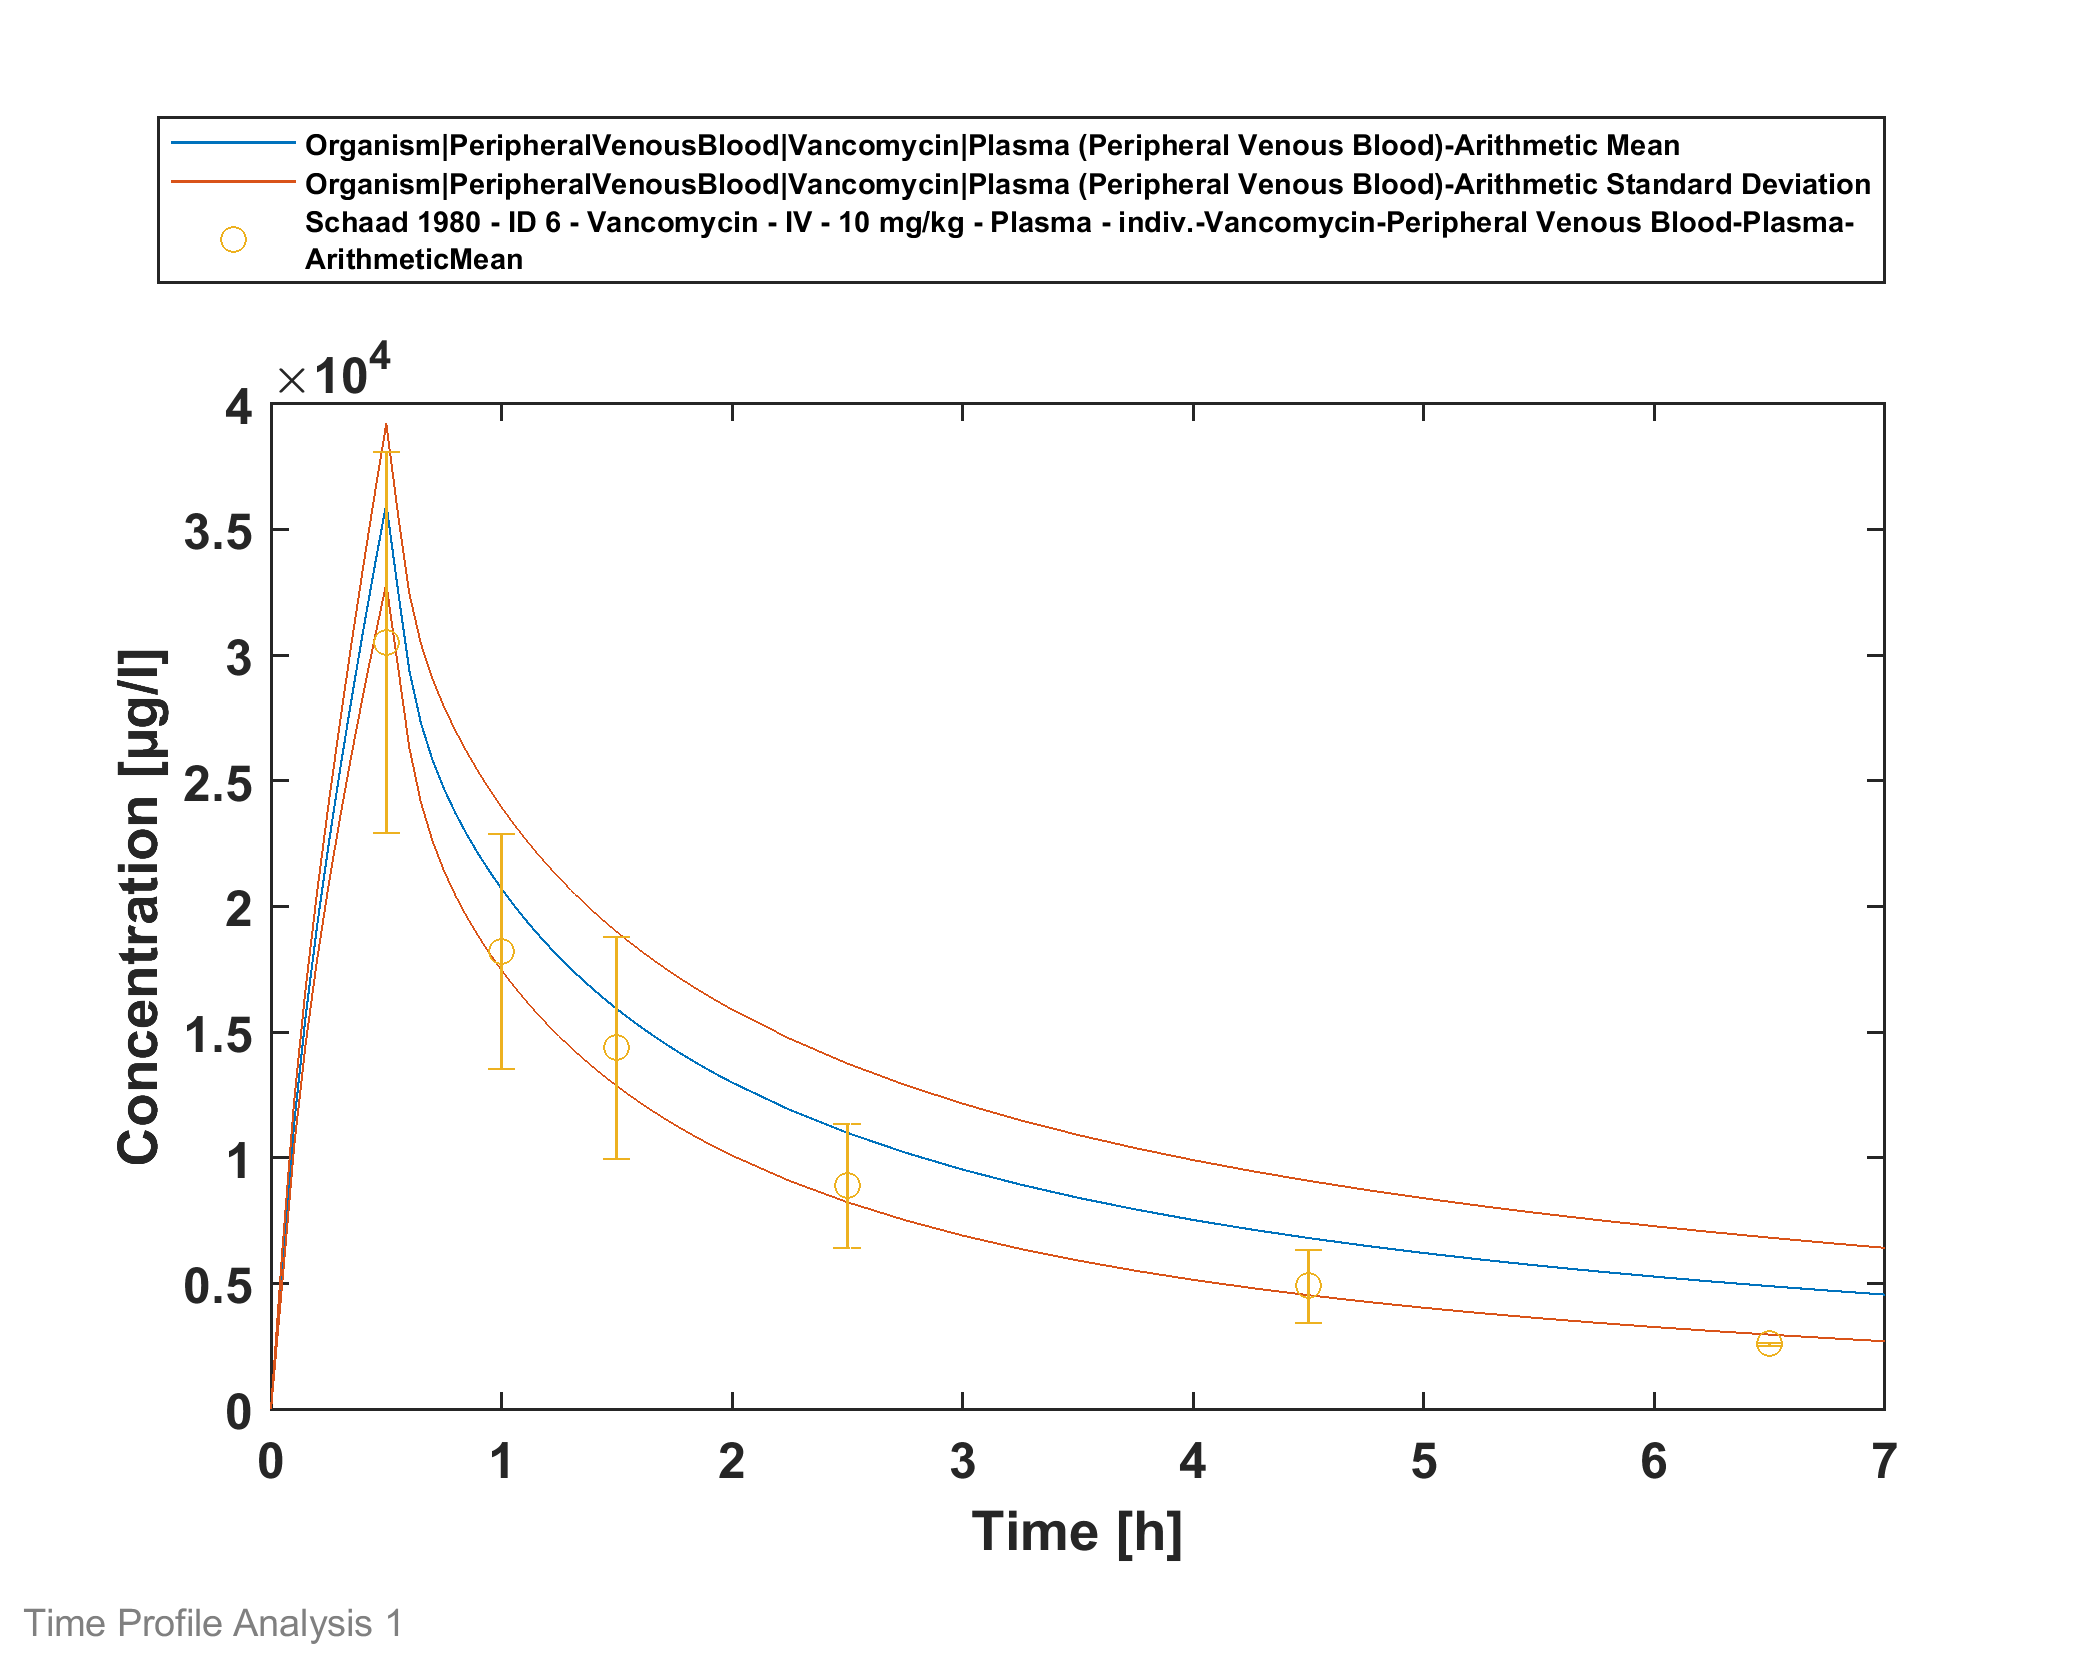 Organism|PeripheralVenousBlood|Vancomycin|Plasma (Peripheral Venous Blood)-Arithmetic Mean
Organism|PeripheralVenousBlood|Vancomycin|Plasma (Peripheral Venous Blood)-Arithmetic Standard Deviation
Schaad 1980 - ID 6 - Vancomycin - IV - 10 mg/kg - Plasma - indiv.-Vancomycin-Peripheral Venous Blood-Plasma-
ArithmeticMean
×10⁴
4
3.5
3
2.5
2
1.5
1
0.5
0
Concentration [µg/l]
0 1 2 3 4 5 6 7
Time [h]
Time Profile Analysis 1